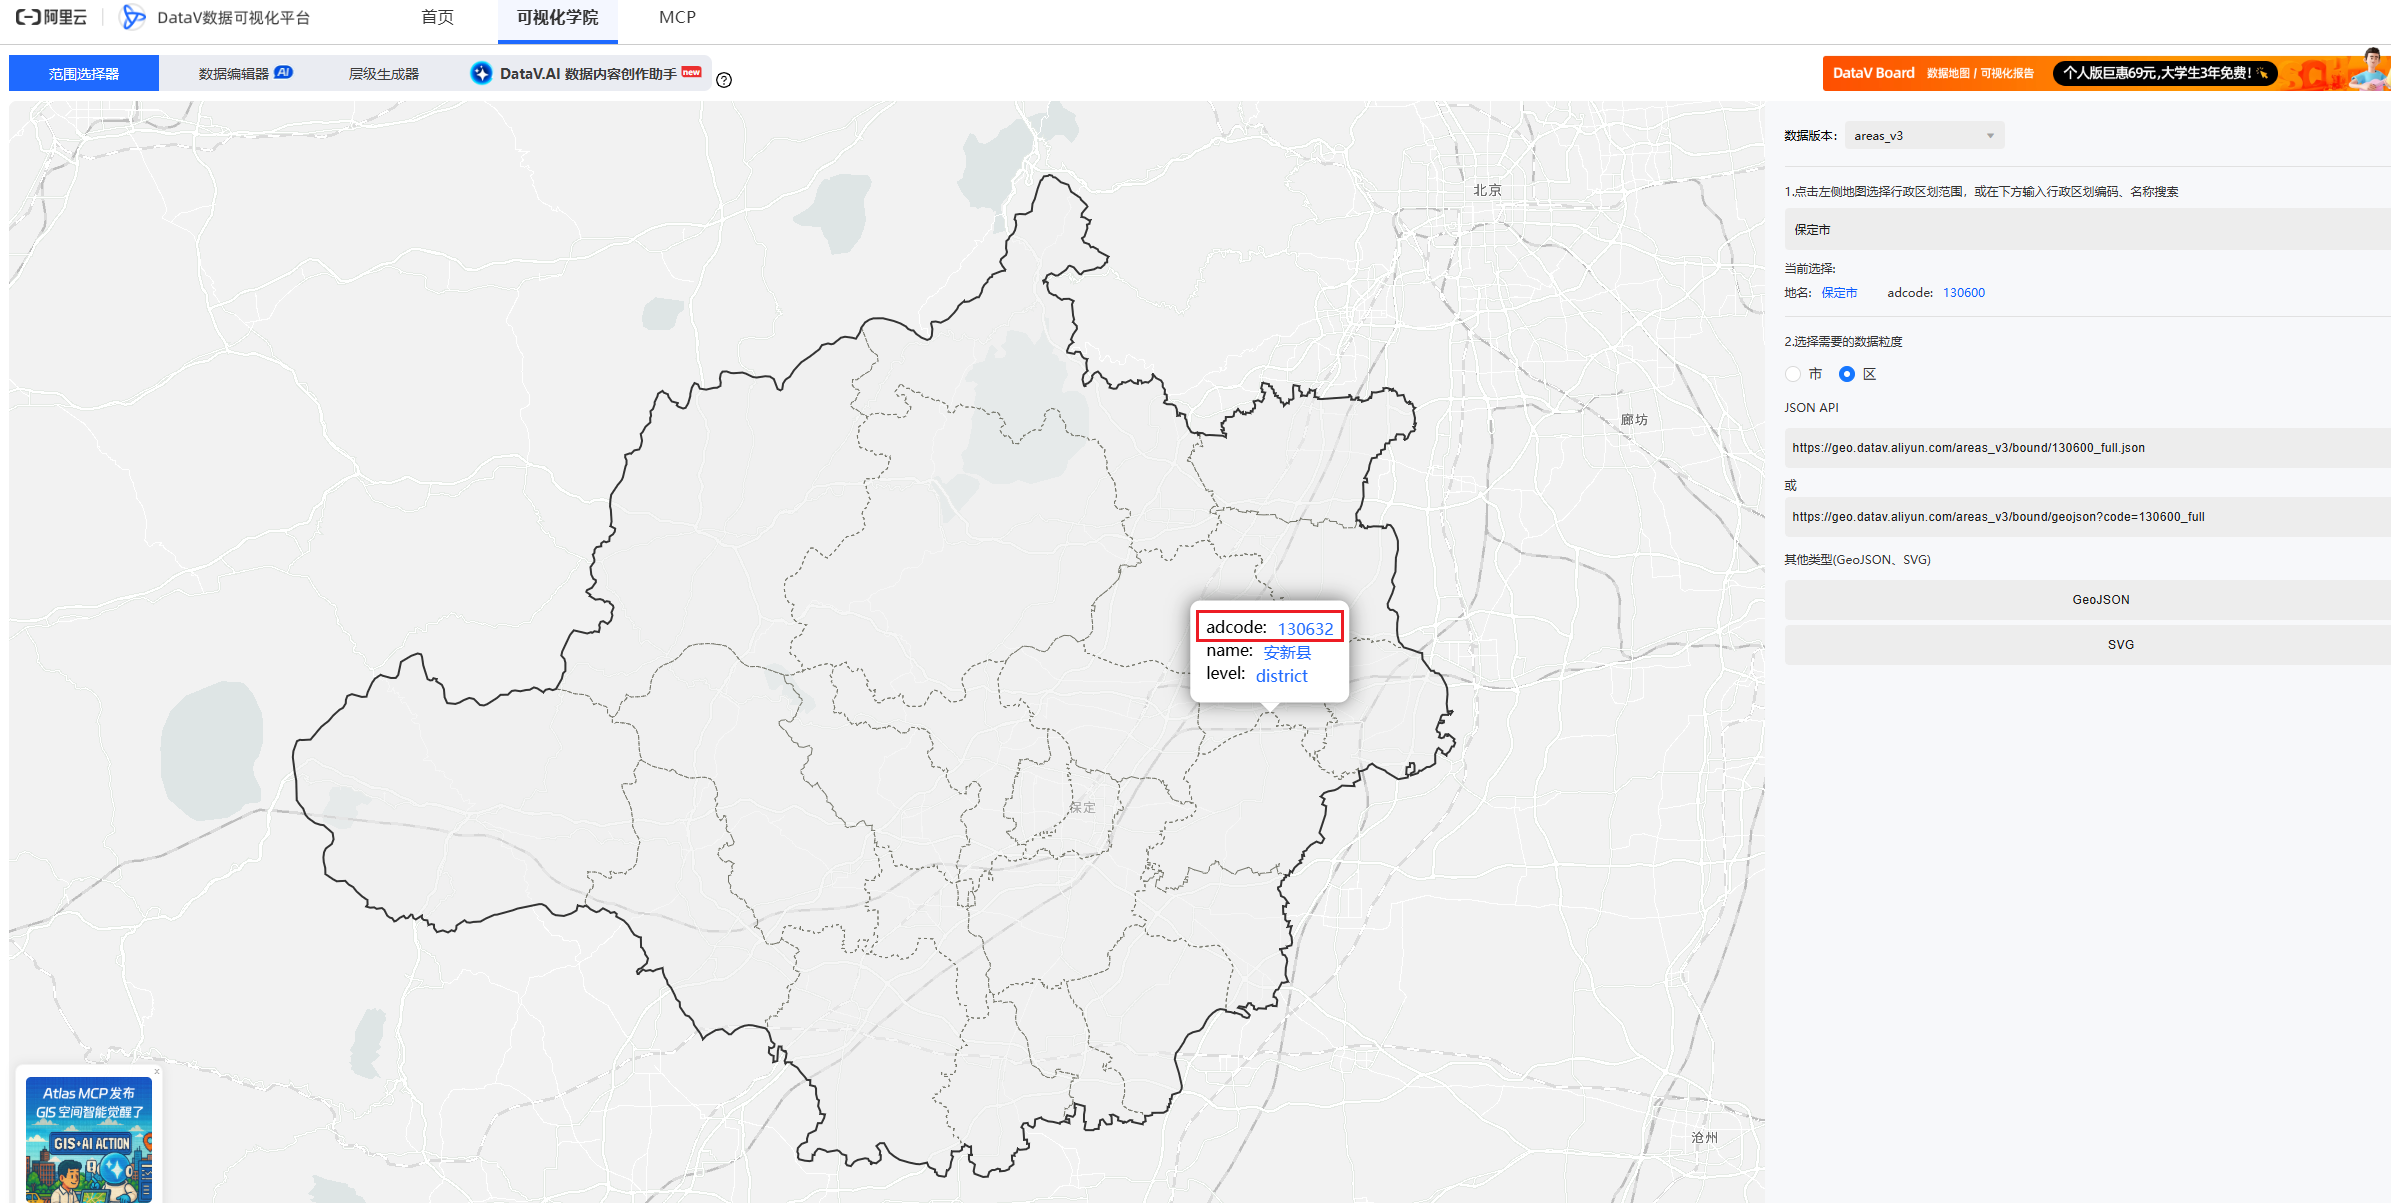 阿里云 DataV数据可视化平台 首页 可视化学院 MCP
范围选择器 数据编辑器 AI 层级生成器 DataV.AI 数据内容创作助手 new ?
DataV Board 数据地图 / 可视化报告 个人版巨惠69元,大学生3年免费!
数据版本: areas_v3
1.点击左侧地图选择行政区划范围，或在下方输入行政区划编码、名称搜索
保定市
当前选择:
地名: 保定市 adcode: 130600
2.选择需要的数据粒度
市 区
JSON API
https://geo.datav.aliyun.com/areas_v3/bound/130600_full.json
或
https://geo.datav.aliyun.com/areas_v3/bound/geojson?code=130600_full
其他类型(GeoJSON、SVG)
GeoJSON
SVG
北京
廊坊
adcode: 130632
name: 安新县
level: district
保定
沧州
x
Atlas MCP 发布
GIS 空间智能觉醒了
GIS+AI ACTION